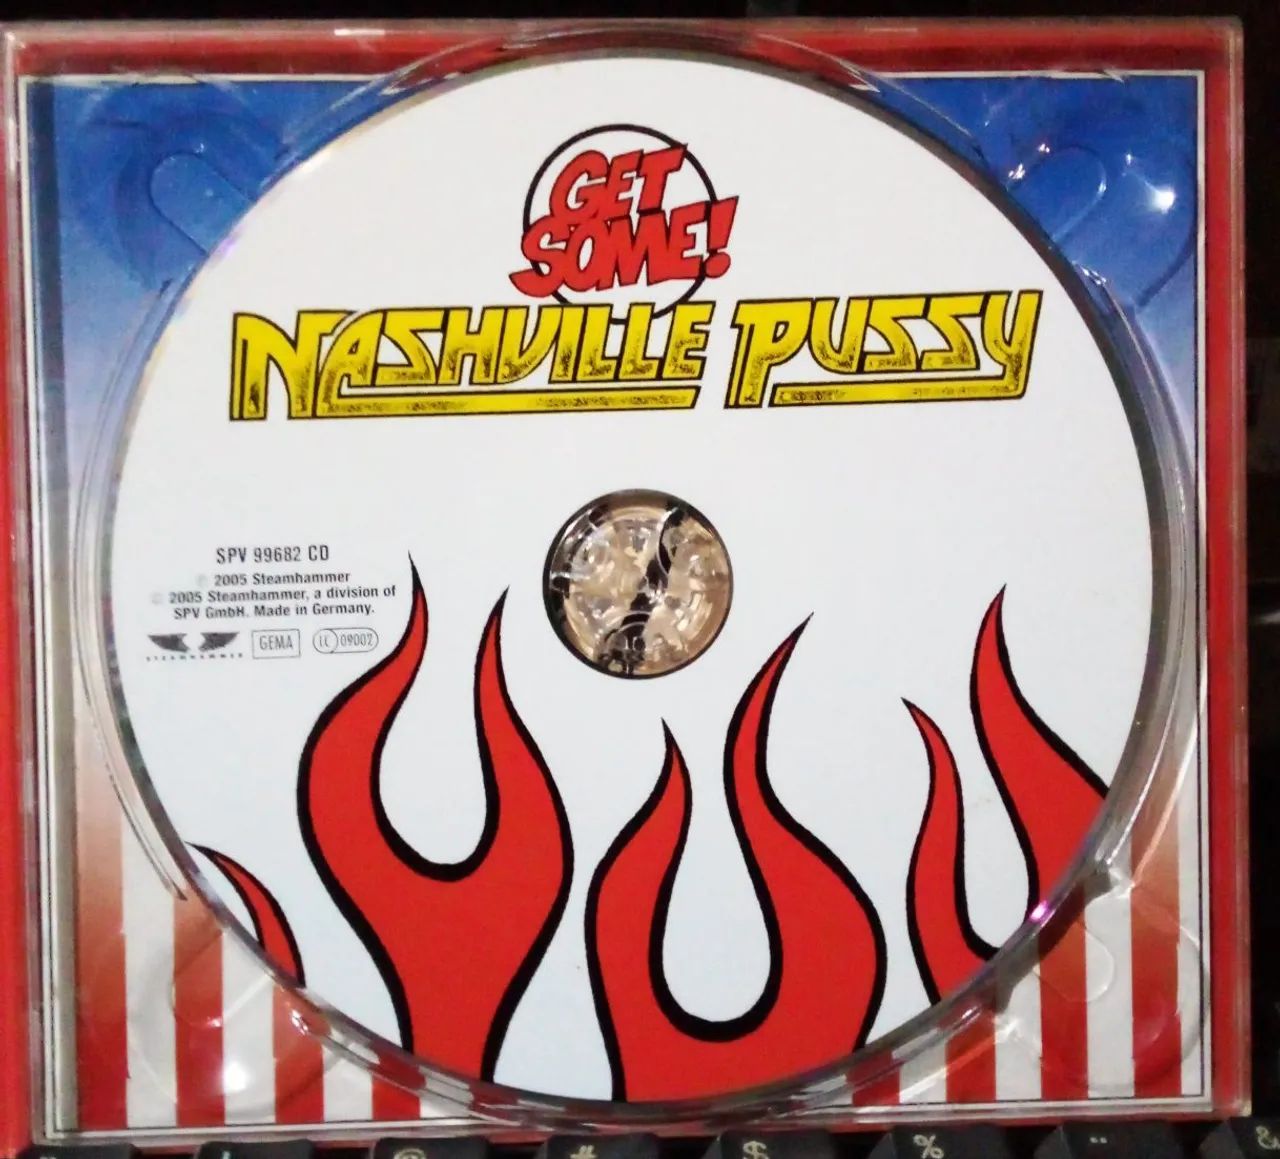 GET
SOME!
NASHVILLE PUSSY
SPV 99682 CD
℗ 2005 Steamhammer
© 2005 Steamhammer, a division of
SPV GmbH. Made in Germany.
STEAMHAMMER
GEMA
LC 09002
@ # $ % &